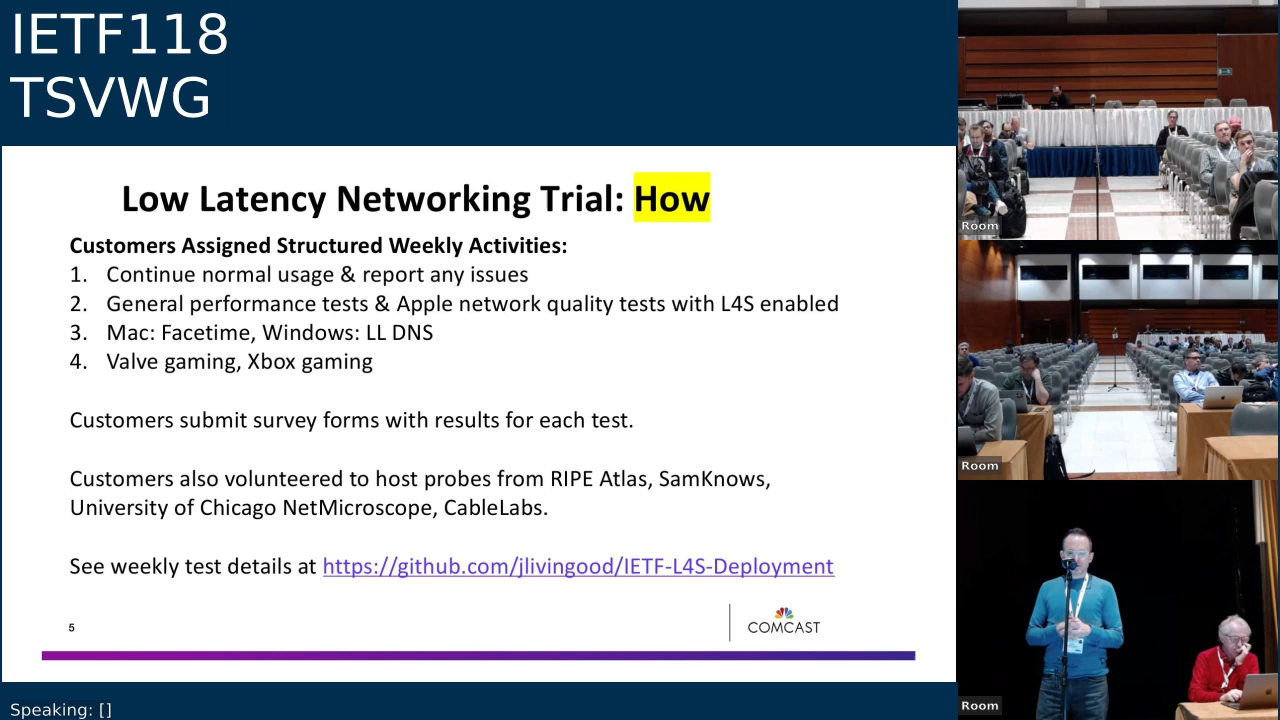 IETF118
TSVWG
Low Latency Networking Trial: How
Customers Assigned Structured Weekly Activities:
1. Continue normal usage & report any issues
2. General performance tests & Apple network quality tests with L4S enabled
3. Mac: Facetime, Windows: LL DNS
4. Valve gaming, Xbox gaming
Customers submit survey forms with results for each test.
Customers also volunteered to host probes from RIPE Atlas, SamKnows,
University of Chicago NetMicroscope, CableLabs.
See weekly test details at https://github.com/jlivingood/IETF-L4S-Deployment
5
COMCAST
Speaking: []
Room
Room
Room